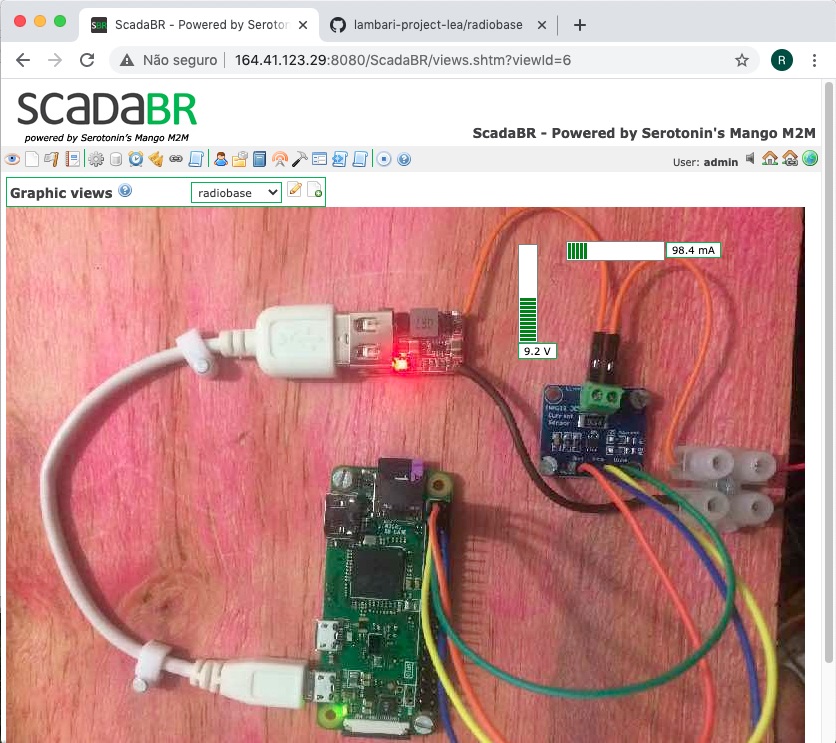 ScadaBR - Powered by Seroton
lambari-project-lea/radiobase
Não seguro
164.41.123.29:8080/ScadaBR/views.shtm?viewId=6
R
SCADABR
powered by Serotonin's Mango M2M
ScadaBR - Powered by Serotonin's Mango M2M
User: admin
Graphic views
radiobase
98.4 mA
9.2 V
Current
Sensor